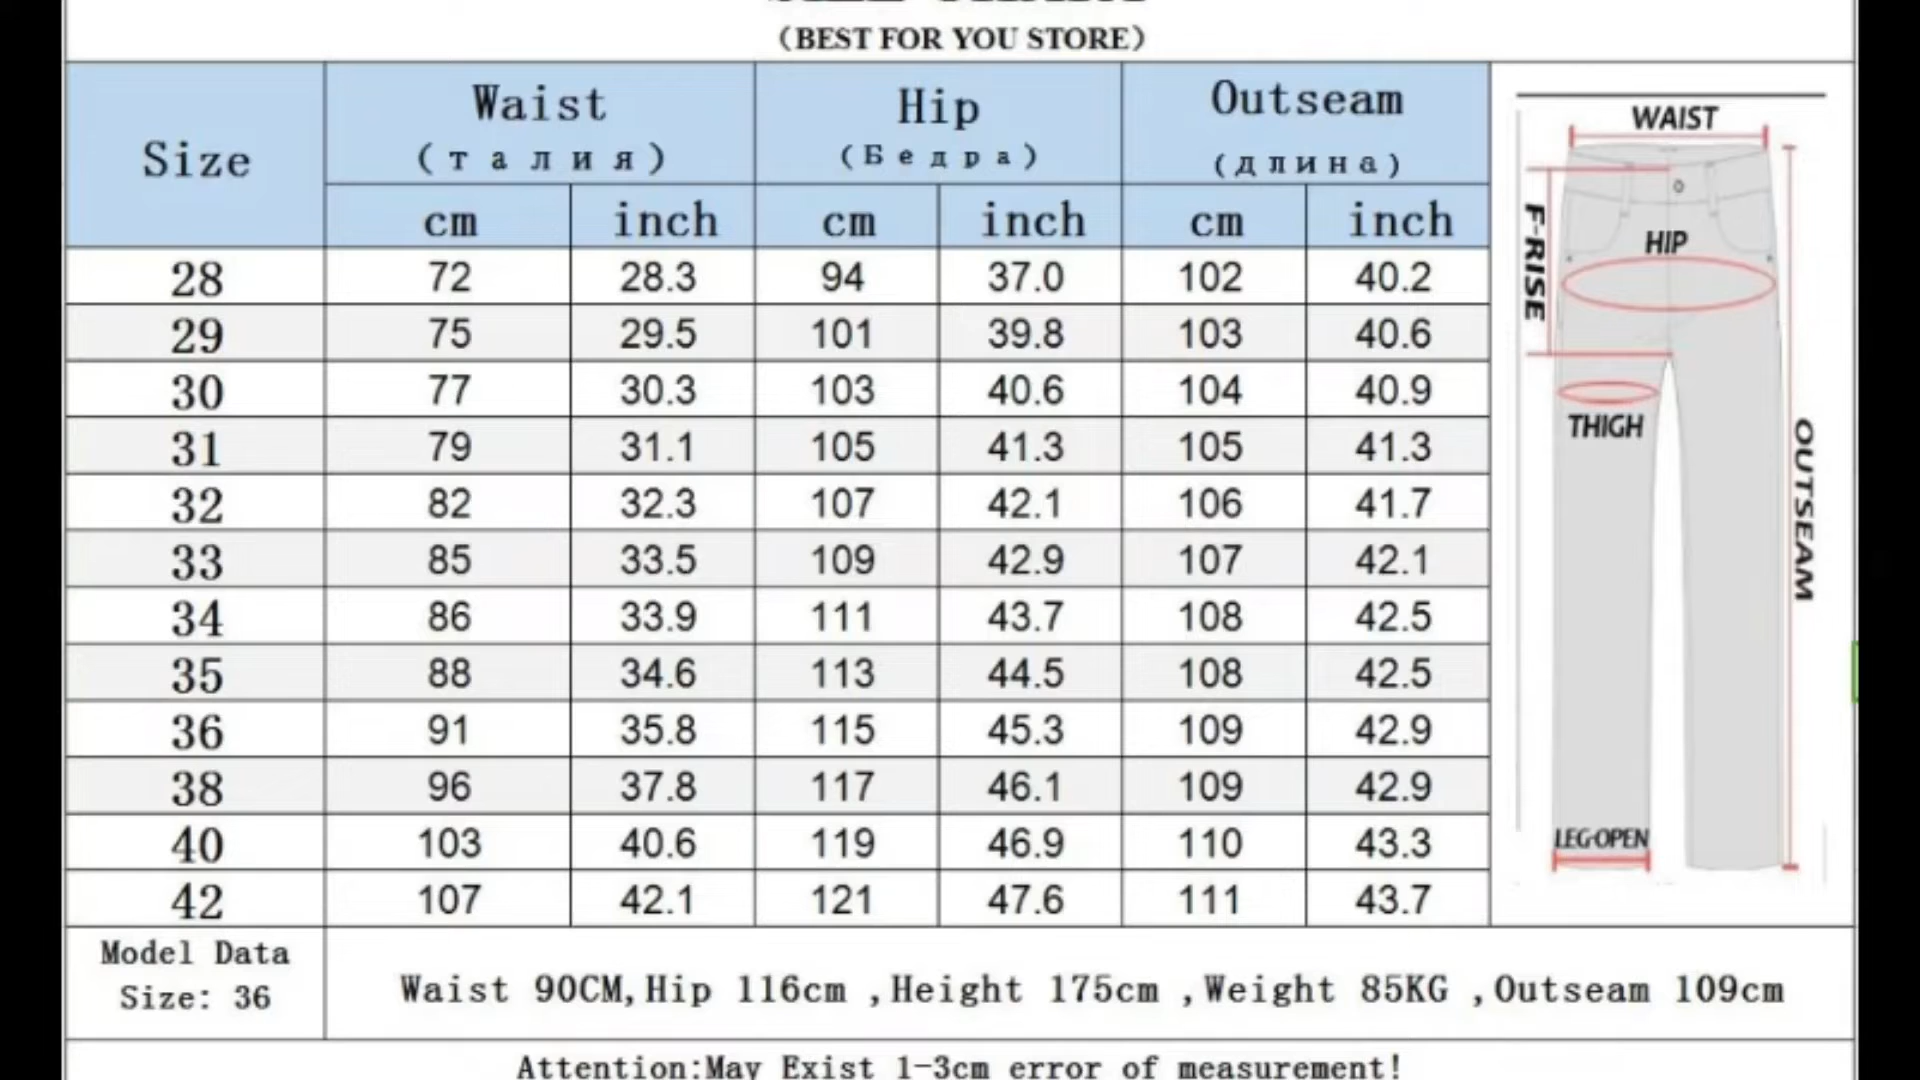 (BEST FOR YOU STORE)
Size Waist Hip Outseam
(талия) (Бедра) (длина)
cm inch cm inch cm inch
28 72 28.3 94 37.0 102 40.2
29 75 29.5 101 39.8 103 40.6
30 77 30.3 103 40.6 104 40.9
31 79 31.1 105 41.3 105 41.3
32 82 32.3 107 42.1 106 41.7
33 85 33.5 109 42.9 107 42.1
34 86 33.9 111 43.7 108 42.5
35 88 34.6 113 44.5 108 42.5
36 91 35.8 115 45.3 109 42.9
38 96 37.8 117 46.1 109 42.9
40 103 40.6 119 46.9 110 43.3
42 107 42.1 121 47.6 111 43.7
Model Data
Size: 36
Waist 90CM,Hip 116cm ,Height 175cm ,Weight 85KG ,Outseam 109cm
Attention:May Exist 1-3cm error of measurement!
WAIST
F-RISE
HIP
THIGH
OUTSEAM
LEG-OPEN